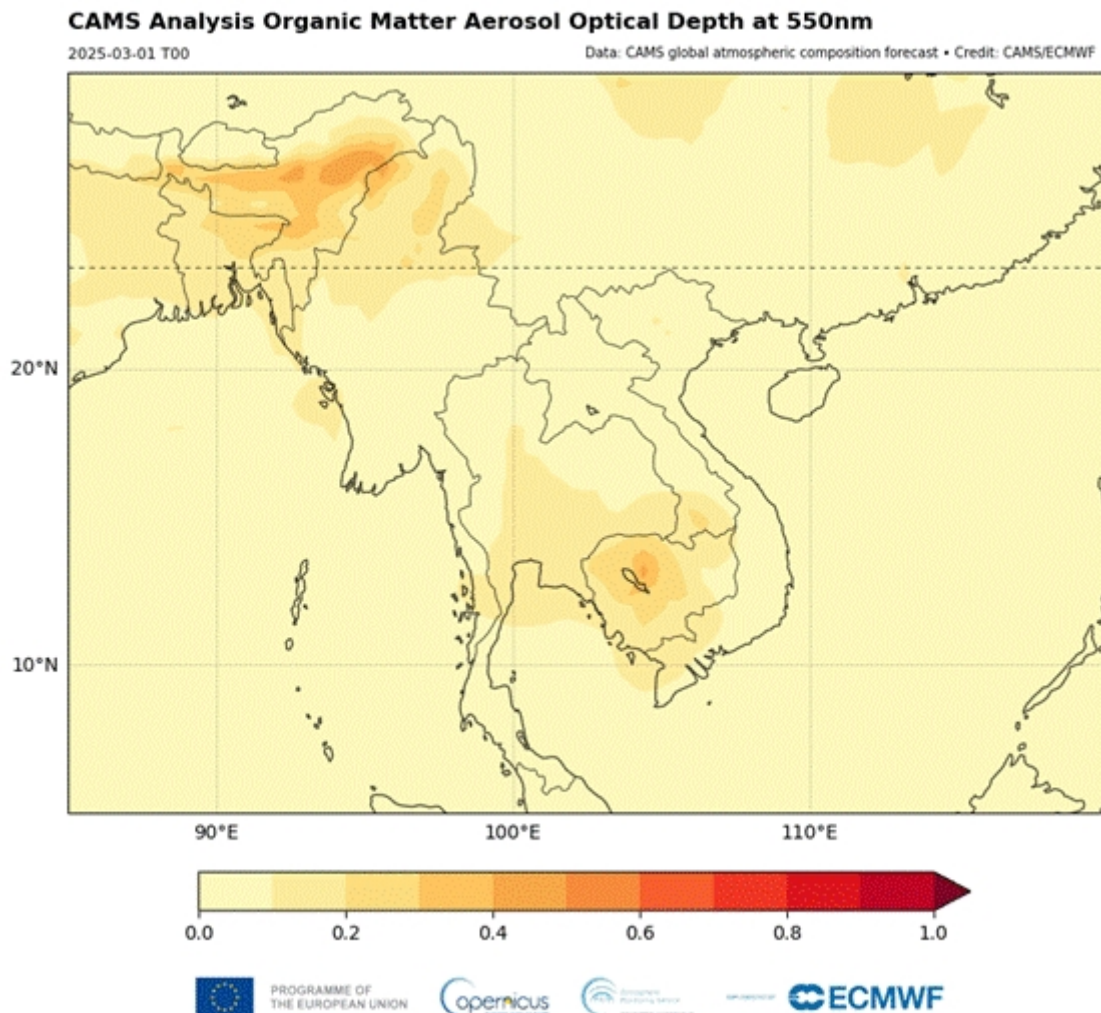 CAMS Analysis Organic Matter Aerosol Optical Depth at 550nm
2025-03-01 T00
Data: CAMS global atmospheric composition forecast • Credit: CAMS/ECMWF
20°N
10°N
90°E 100°E 110°E
0.0 0.2 0.4 0.6 0.8 1.0
PROGRAMME OF
THE EUROPEAN UNION
opernicus
ECMWF